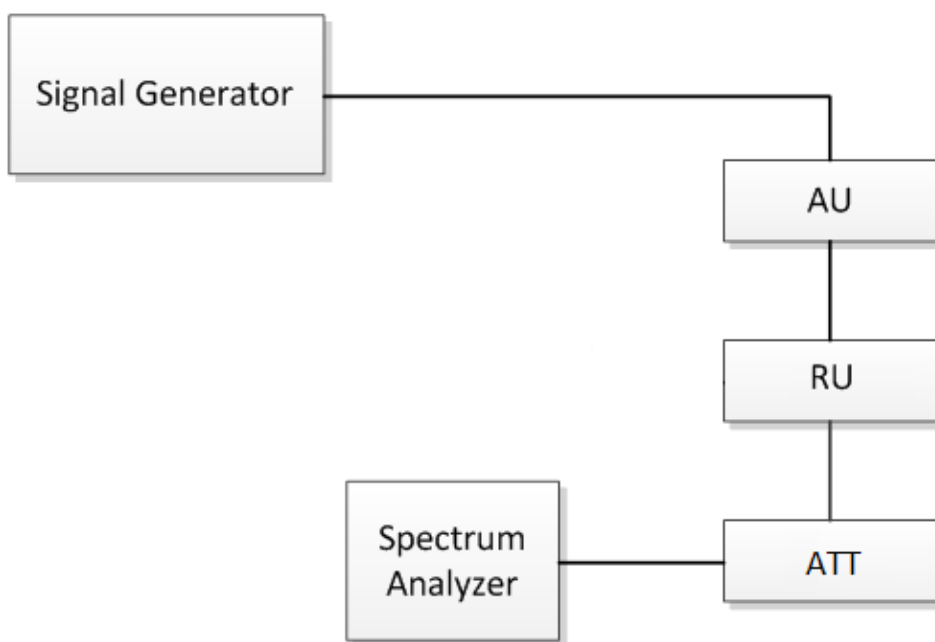 Signal Generator
AU
RU
Spectrum
Analyzer
ATT